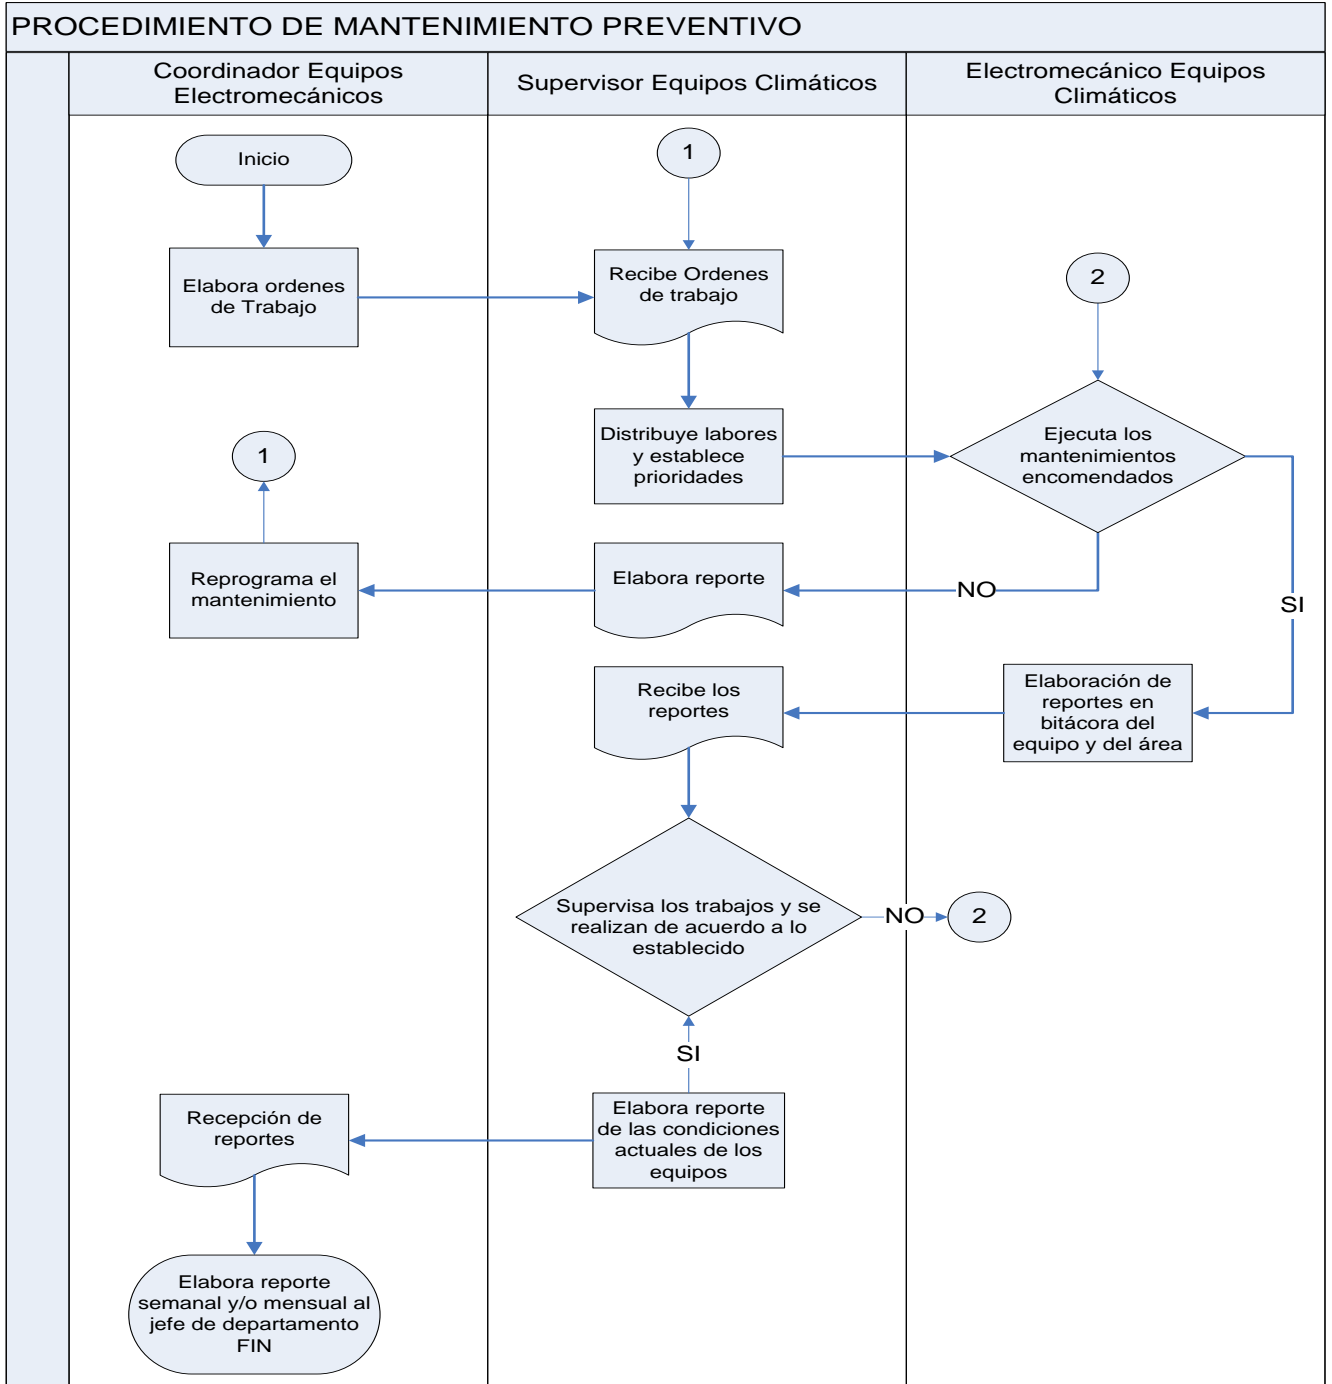 PROCEDIMIENTO DE MANTENIMIENTO PREVENTIVO
Coordinador Equipos
Electromecánicos
Supervisor Equipos Climáticos
Electromecánico Equipos
Climáticos
Inicio
1
Elabora ordenes
de Trabajo
Recibe Ordenes
de trabajo
2
Distribuye labores
y establece
prioridades
Ejecuta los
mantenimientos
encomendados
1
Reprograma el
mantenimiento
Elabora reporte
NO
SI
Recibe los
reportes
Elaboración de
reportes en
bitácora del
equipo y del área
Supervisa los trabajos y se
realizan de acuerdo a lo
establecido
NO
2
SI
Recepción de
reportes
Elabora reporte
de las condiciones
actuales de los
equipos
Elabora reporte
semanal y/o mensual al
jefe de departamento
FIN